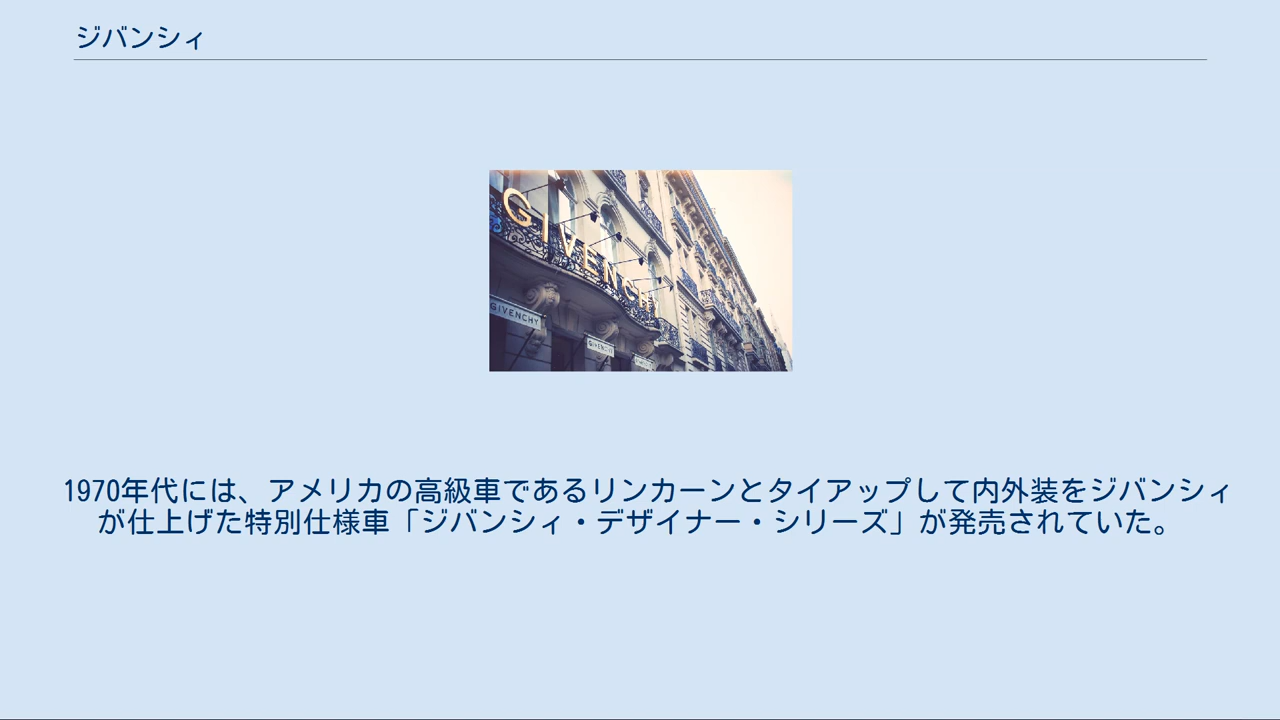 ジバンシィ
GIVENCH
GIVENCHY
GIVENCHY
1970年代には、アメリカの高級車であるリンカーンとタイアップして内外装をジバンシィ
が仕上げた特別仕様車「ジバンシィ・デザイナー・シリーズ」が発売されていた。